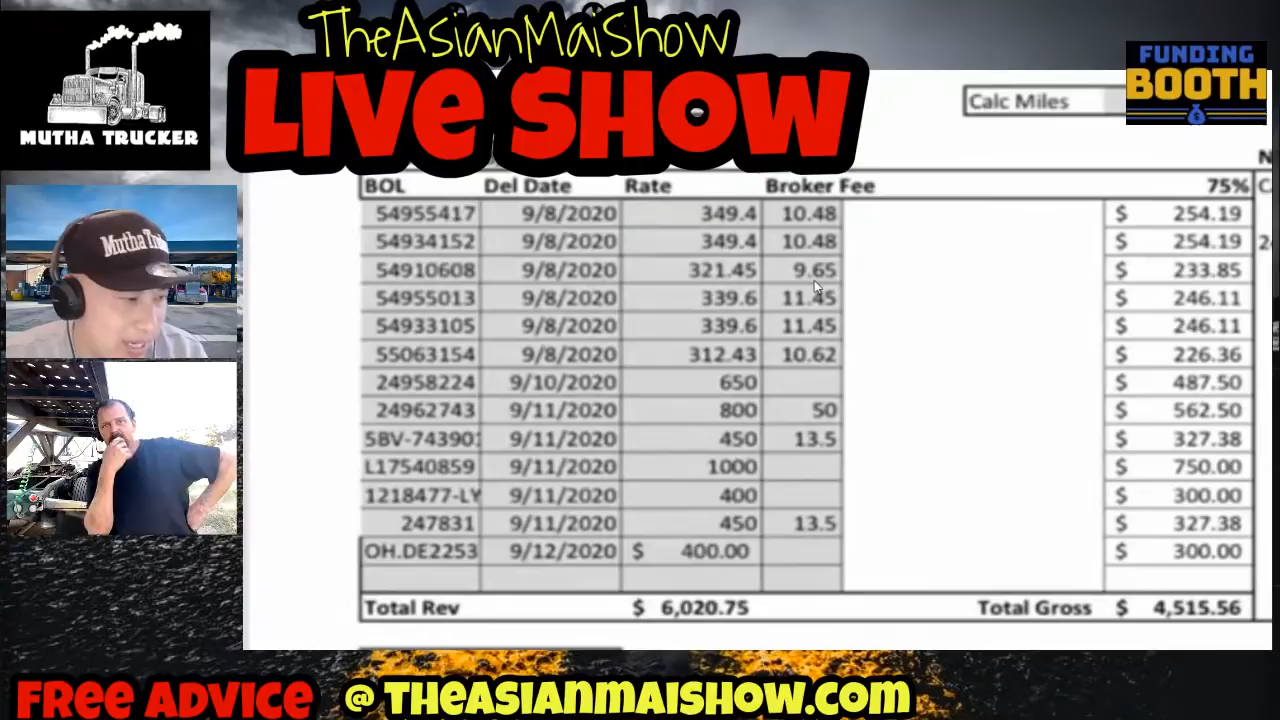 TheAsianMaiShow
LIVE SHOW
MUTHA TRUCKER
FUNDING
BOOTH
Calc Miles
BOL Del Date Rate Broker Fee 75%
54955417 9/8/2020 349.4 10.48 $ 254.19
54934152 9/8/2020 349.4 10.48 $ 254.19
54910608 9/8/2020 321.45 9.65 $ 233.85
54955013 9/8/2020 339.6 11.45 $ 246.11
54933105 9/8/2020 339.6 11.45 $ 246.11
55063154 9/8/2020 312.43 10.62 $ 226.36
24958224 9/10/2020 650 $ 487.50
24962743 9/11/2020 800 50 $ 562.50
5BV-743901 9/11/2020 450 13.5 $ 327.38
L17540859 9/11/2020 1000 $ 750.00
1218477-LY 9/11/2020 400 $ 300.00
247831 9/11/2020 450 13.5 $ 327.38
OH.DE2253 9/12/2020 $ 400.00 $ 300.00
Total Rev $ 6,020.75 Total Gross $ 4,515.56
FREE ADVICE @ THEASIANMAISHOW.COM